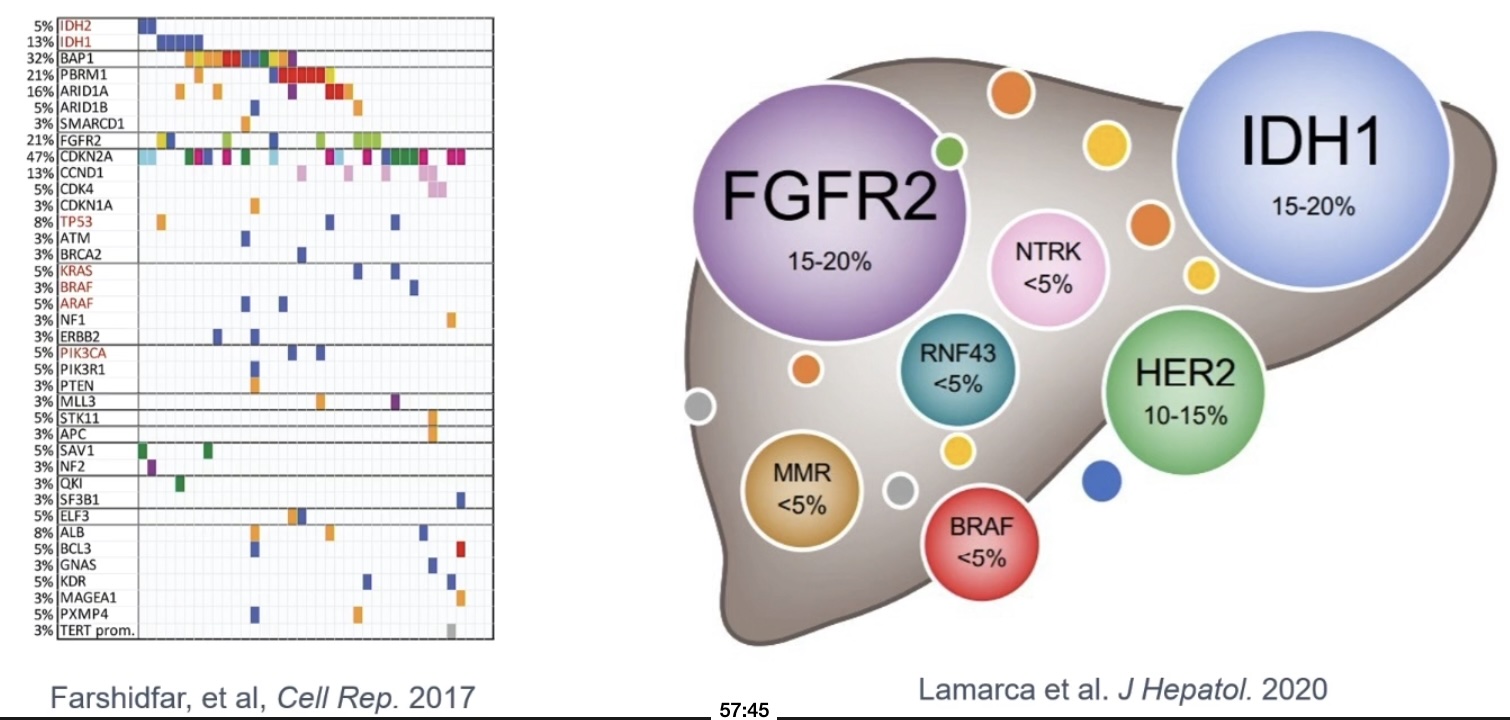 5% IDH2
13% IDH1
32% BAP1
21% PBRM1
16% ARID1A
5% ARID1B
3% SMARCD1
21% FGFR2
47% CDKN2A
13% CCND1
5% CDK4
3% CDKN1A
8% TP53
3% ATM
3% BRCA2
5% KRAS
3% BRAF
5% ARAF
3% NF1
3% ERBB2
5% PIK3CA
5% PIK3R1
3% PTEN
3% MLL3
5% STK11
3% APC
5% SAV1
3% NF2
3% QKI
3% SF3B1
5% ELF3
8% ALB
5% BCL3
3% GNAS
5% KDR
3% MAGEA1
5% PXMP4
3% TERT prom.
Farshidfar, et al, Cell Rep. 2017
FGFR2
15-20%
IDH1
15-20%
NTRK
<5%
RNF43
<5%
HER2
10-15%
MMR
<5%
BRAF
<5%
Lamarca et al. J Hepatol. 2020
57:45